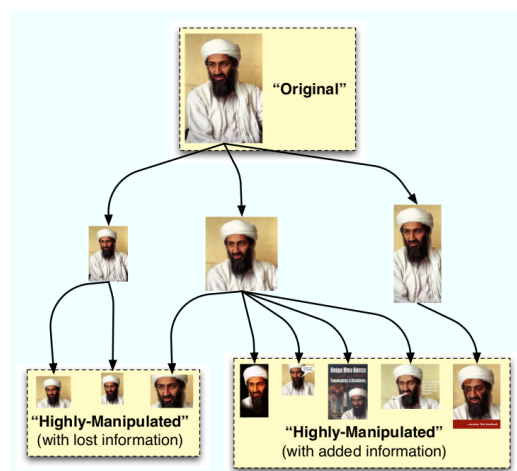 “Original”
“Highly-Manipulated”
(with lost information)
“Highly-Manipulated”
(with added information)